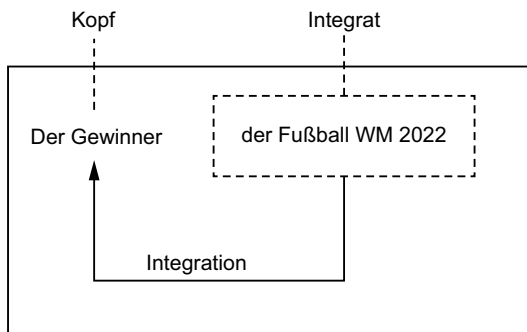 Kopf
Integrat
Der Gewinner
der Fußball WM 2022
Integration